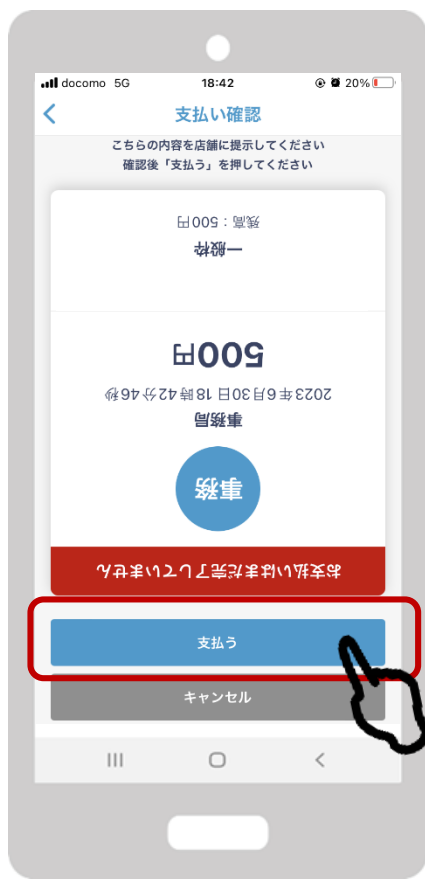 docomo 5G 18:42 20%
支払い確認
こちらの内容を店舗に提示してください
確認後「支払う」を押してください
お支払いはまだ完了していません
事務
事務局
2023年6月30日 18時42分46秒
500円
一般枠
残高:500円
支払う
キャンセル